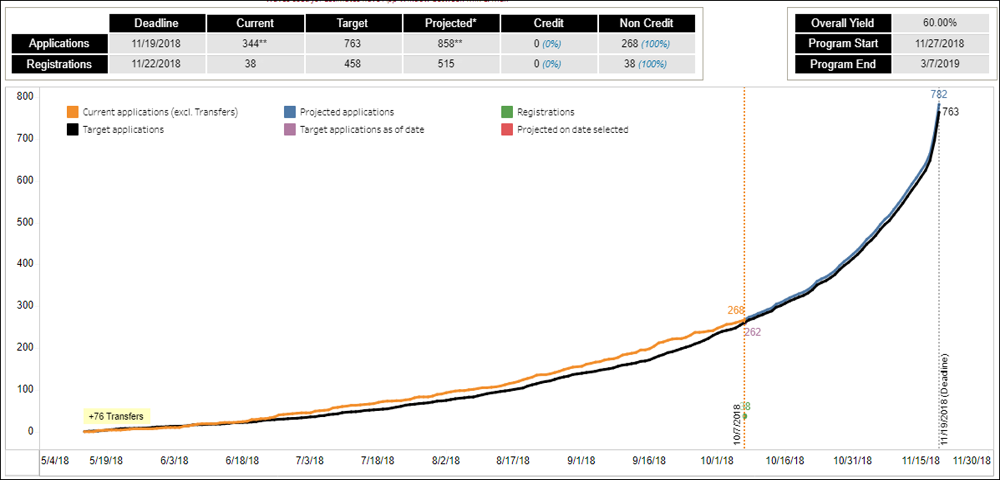 Deadline Current Target Projected* Credit Non Credit
Applications 11/19/2018 344** 763 858** 0 (0%) 268 (100%)
Registrations 11/22/2018 38 458 515 0 (0%) 38 (100%)
Overall Yield 60.00%
Program Start 11/27/2018
Program End 3/7/2019
800
700
600
500
400
300
200
100
0
Current applications (excl. Transfers) Projected applications Registrations
Target applications Target applications as of date Projected on date selected
782
763
268
262
38
+76 Transfers
10/7/2018
11/19/2018 (Deadline)
5/4/18 5/19/18 6/3/18 6/18/18 7/3/18 7/18/18 8/2/18 8/17/18 9/1/18 9/16/18 10/1/18 10/16/18 10/31/18 11/15/18 11/30/18